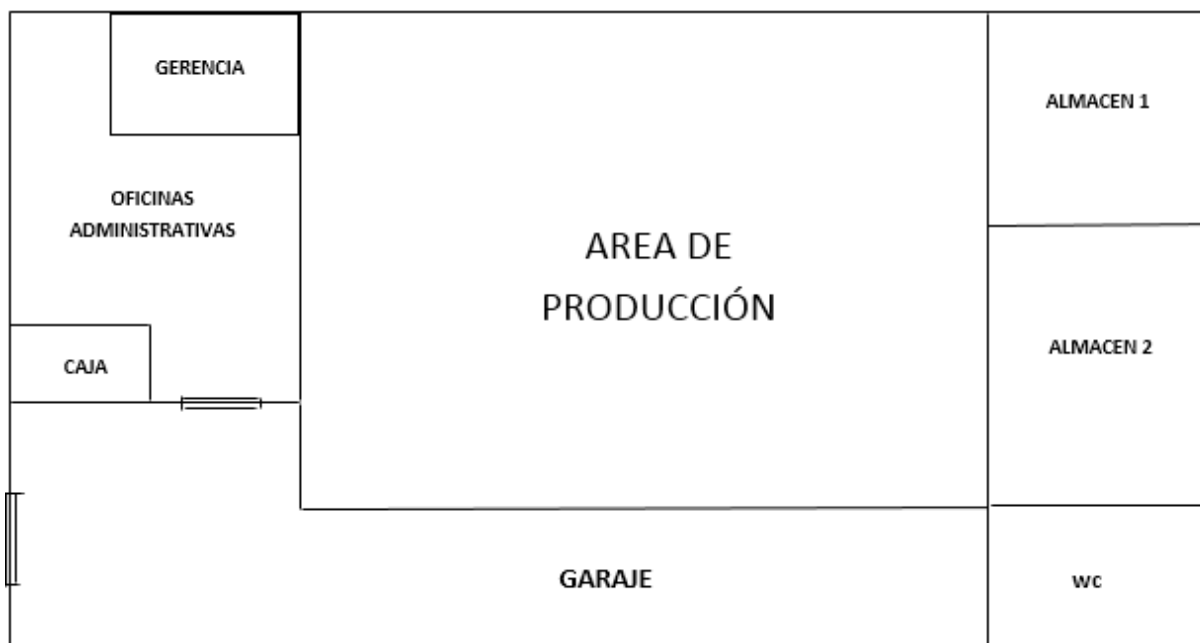 GERENCIA
ALMACEN 1
OFICINAS
ADMINISTRATIVAS
AREA DE
PRODUCCIÓN
ALMACEN 2
CAJA
GARAJE
WC